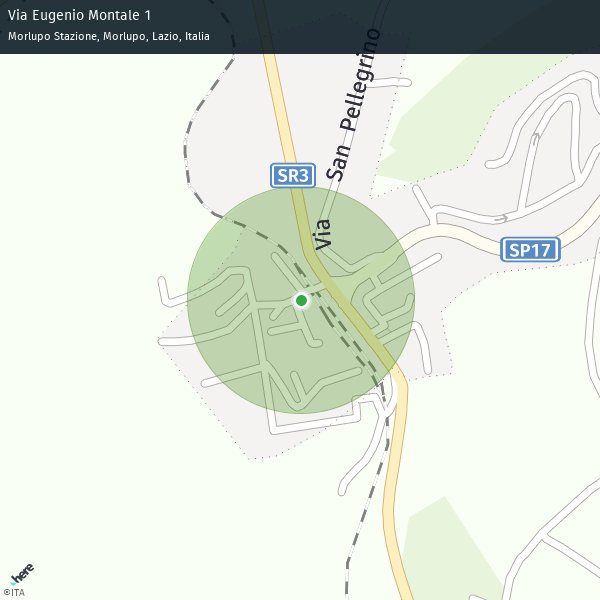 Via Eugenio Montale 1
Morlupo Stazione, Morlupo, Lazio, Italia
Via San Pellegrino
SR3
SP17
here
©ITA